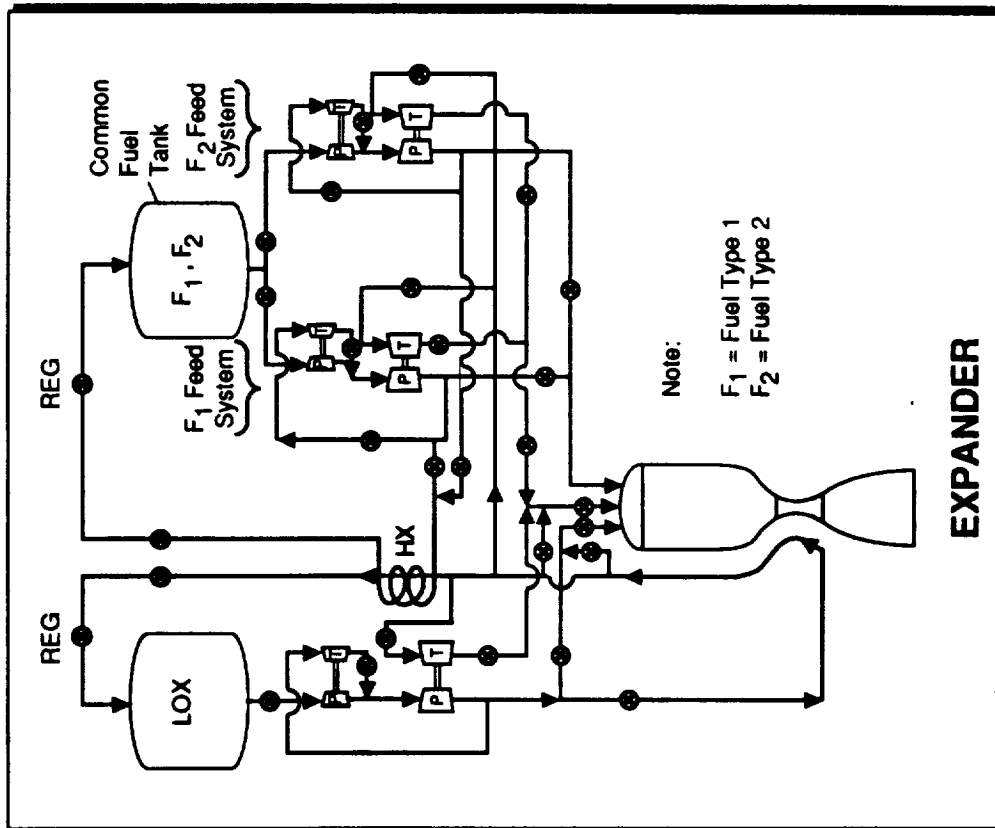 REG
REG
Common
Fuel
Tank
F₁ , F₂
F₂ Feed
System
F₁ Feed
System
LOX
HX
P
T
P
T
P
T
P
T
P
T
P
T
Note:
F₁ = Fuel Type 1
F₂ = Fuel Type 2
EXPANDER